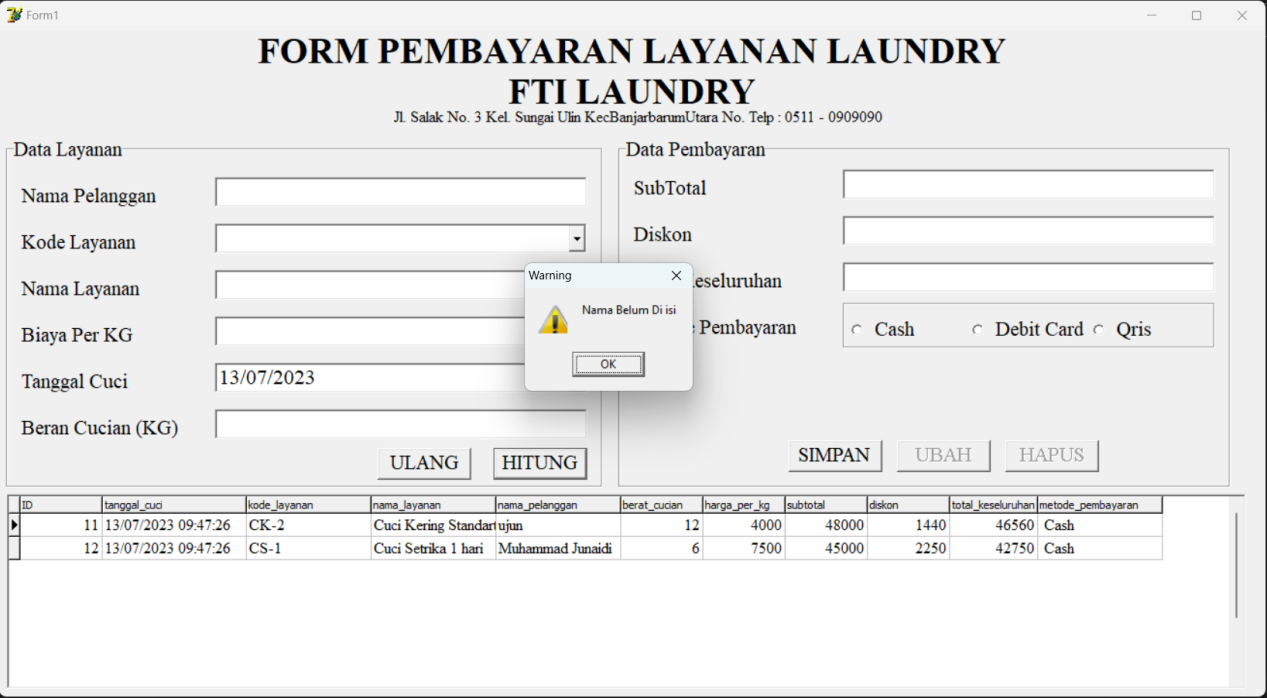 Form1
FORM PEMBAYARAN LAYANAN LAUNDRY
FTI LAUNDRY
Jl. Salak No. 3 Kel. Sungai Ulin KecBanjarbarumUtara No. Telp : 0511 - 0909090
Data Layanan
Nama Pelanggan
Kode Layanan
Nama Layanan
Biaya Per KG
Tanggal Cuci 13/07/2023
Beran Cucian (KG)
ULANG HITUNG
Data Pembayaran
SubTotal
Diskon
eseluruhan
Pembayaran Cash Debit Card Qris
SIMPAN UBAH HAPUS
Warning
Nama Belum Di isi
OK
ID tanggal_cuci kode_layanan nama_layanan nama_pelanggan berat_cucian harga_per_kg subtotal diskon total_keseluruhan metode_pembayaran
11 13/07/2023 09:47:26 CK-2 Cuci Kering Standar ujun 12 4000 48000 1440 46560 Cash
12 13/07/2023 09:47:26 CS-1 Cuci Setrika 1 hari Muhammad Junaidi 6 7500 45000 2250 42750 Cash